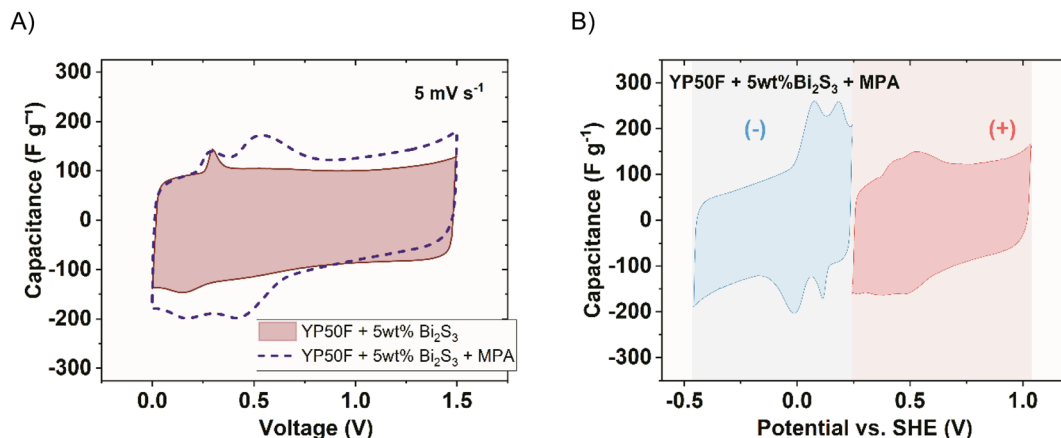 A)
300
200
100
0
-100
-200
-300
Capacitance (F g⁻¹)
5 mV s⁻¹
YP50F + 5wt% Bi₂S₃
YP50F + 5wt% Bi₂S₃ + MPA
0.0 0.5 1.0 1.5
Voltage (V)
B)
300
200
100
0
-100
-200
-300
Capacitance (F g⁻¹)
YP50F + 5wt%Bi₂S₃ + MPA
(-)
(+)
-0.5 0.0 0.5 1.0
Potential vs. SHE (V)